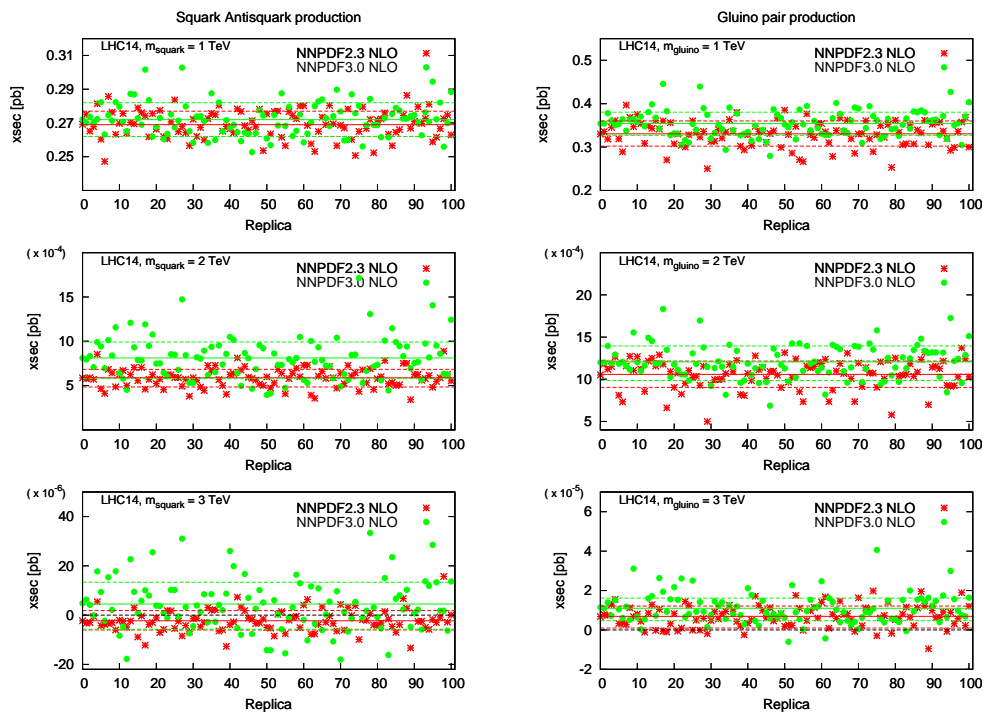 Squark Antisquark production
LHC14, m_squark = 1 TeV
NNPDF2.3 NLO
NNPDF3.0 NLO
xsec [pb]
0.31
0.29
0.27
0.25
0 10 20 30 40 50 60 70 80 90 100
Replica
Gluino pair production
LHC14, m_gluino = 1 TeV
NNPDF2.3 NLO
NNPDF3.0 NLO
xsec [pb]
0.5
0.4
0.3
0.2
0 10 20 30 40 50 60 70 80 90 100
Replica
( x 10^-4)
LHC14, m_squark = 2 TeV
NNPDF2.3 NLO
NNPDF3.0 NLO
xsec [pb]
15
10
5
0 10 20 30 40 50 60 70 80 90 100
Replica
( x 10^-4)
LHC14, m_gluino = 2 TeV
NNPDF2.3 NLO
NNPDF3.0 NLO
xsec [pb]
20
15
10
5
0 10 20 30 40 50 60 70 80 90 100
Replica
( x 10^-6)
LHC14, m_squark = 3 TeV
NNPDF2.3 NLO
NNPDF3.0 NLO
xsec [pb]
40
20
0
-20
0 10 20 30 40 50 60 70 80 90 100
Replica
( x 10^-5)
LHC14, m_gluino = 3 TeV
NNPDF2.3 NLO
NNPDF3.0 NLO
xsec [pb]
6
4
2
0
-2
0 10 20 30 40 50 60 70 80 90 100
Replica